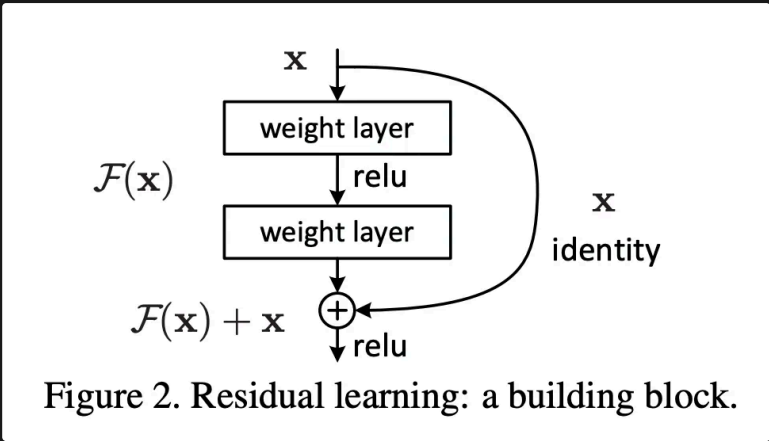 x
weight layer
F(x)
relu
x
weight layer
identity
F(x) + x
relu
Figure 2. Residual learning: a building block.